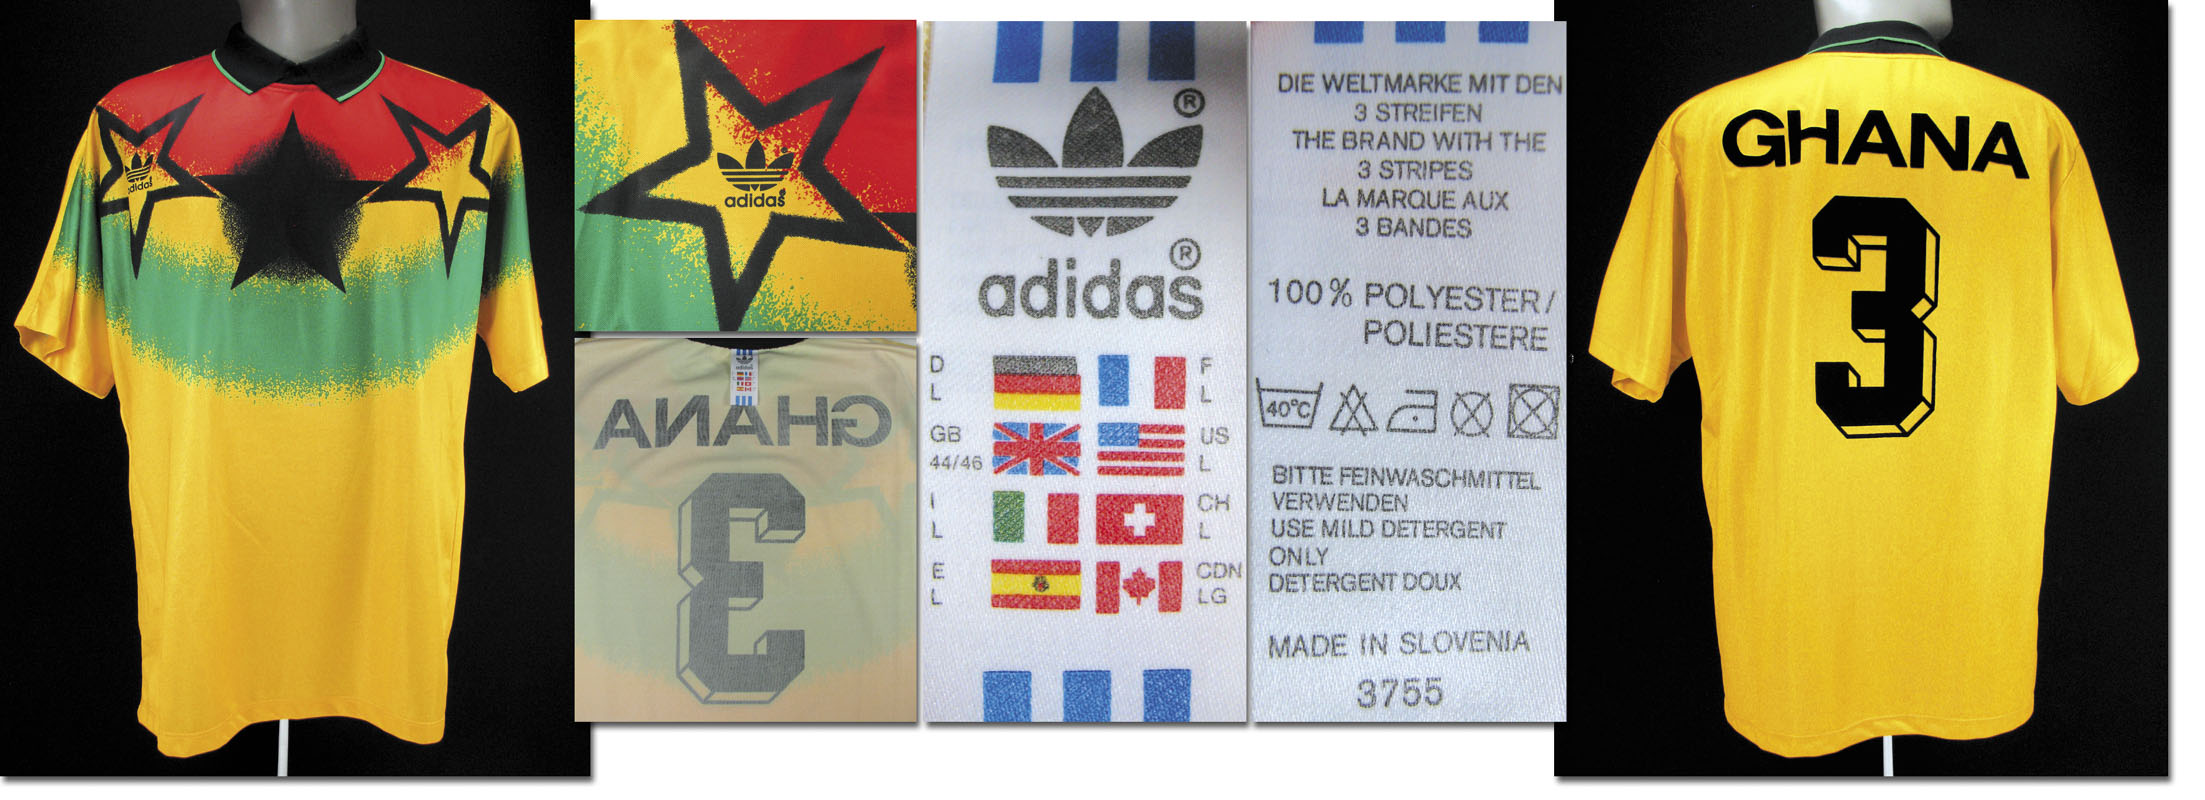 adidas
adidas
GHANA
3
®
®
adidas
D
L
F
L
GB
44/46
US
L
I
L
CH
L
E
L
CDN
LG
DIE WELTMARKE MIT DEN
3 STREIFEN
THE BRAND WITH THE
3 STRIPES
LA MARQUE AUX
3 BANDES
100% POLYESTER/
POLIESTERE
40°C
BITTE FEINWASCHMITTEL
VERWENDEN
USE MILD DETERGENT
ONLY
DETERGENT DOUX
MADE IN SLOVENIA
3755
GHANA
3